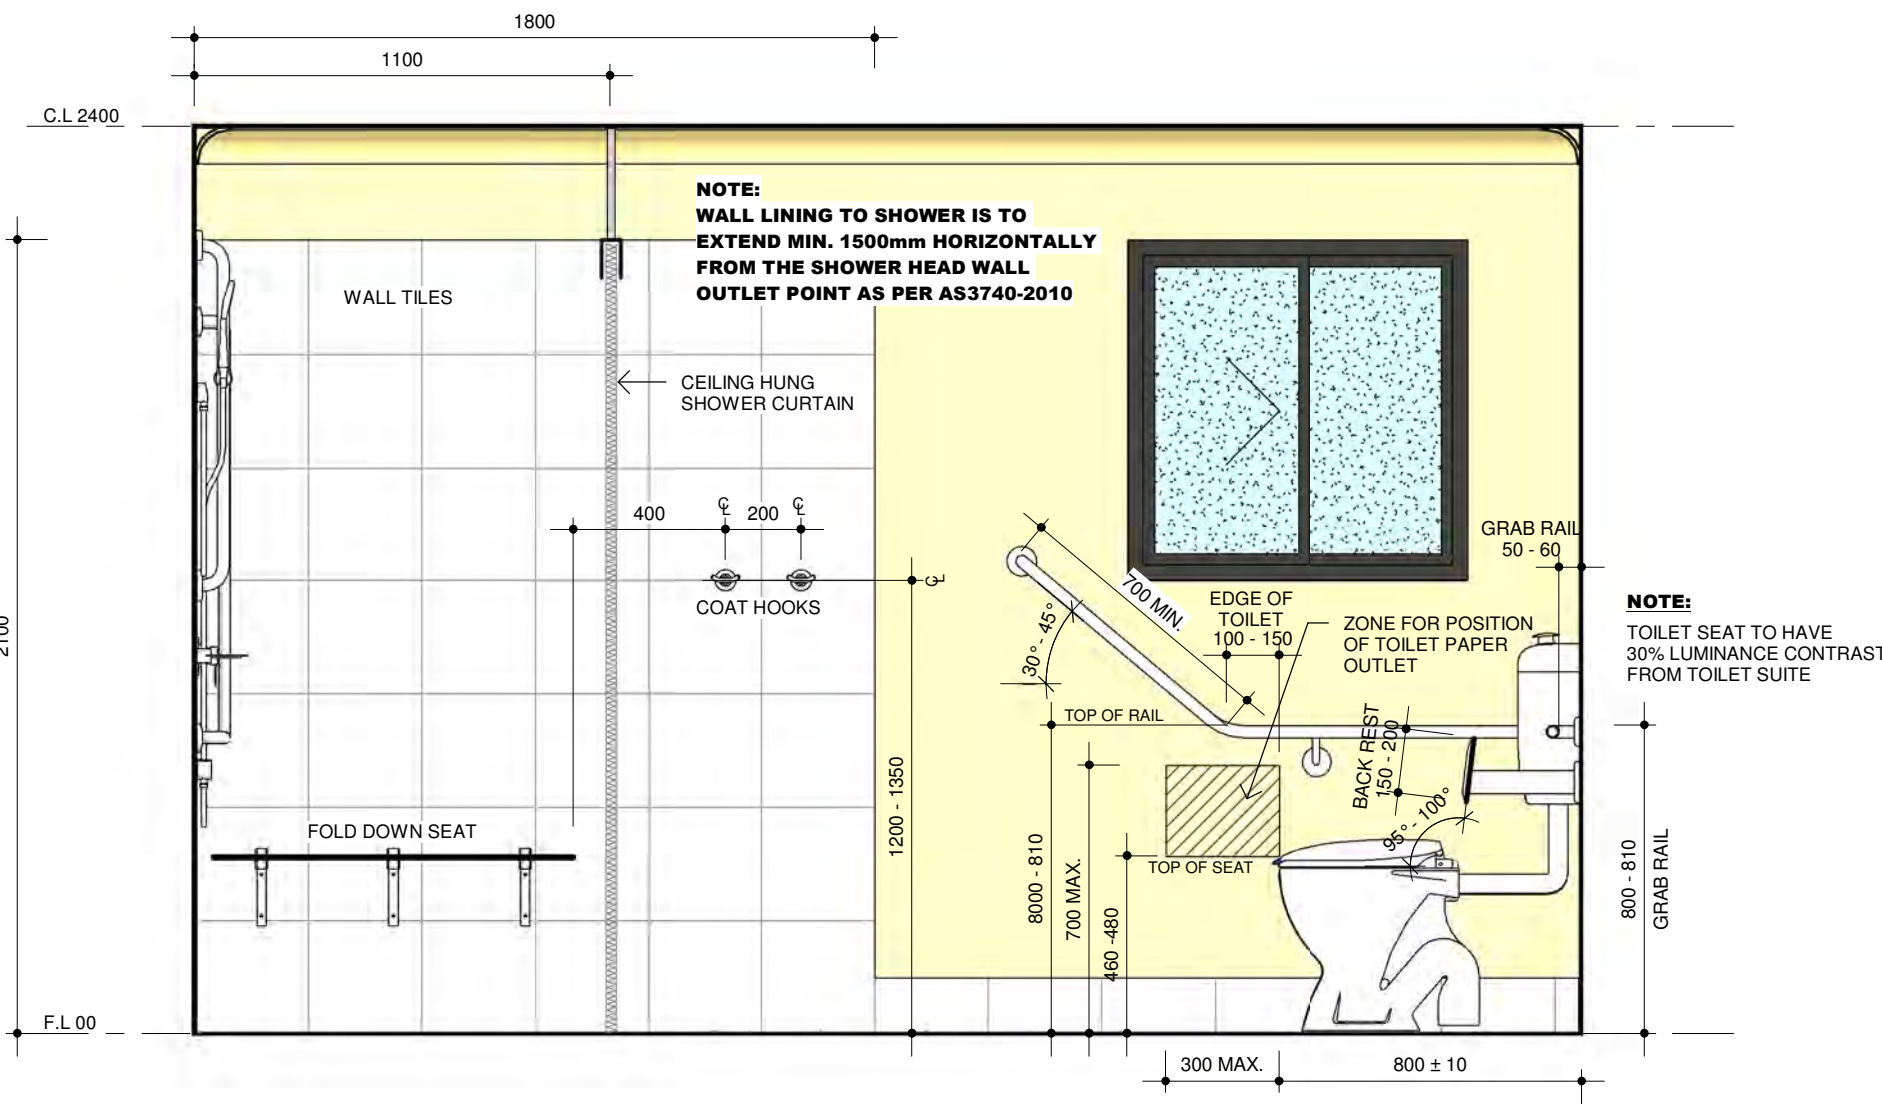 1800
1100
C.L 2400
NOTE:
WALL LINING TO SHOWER IS TO
EXTEND MIN. 1500mm HORIZONTALLY
FROM THE SHOWER HEAD WALL
OUTLET POINT AS PER AS3740-2010
WALL TILES
CEILING HUNG
SHOWER CURTAIN
400
℄
200
℄
℄
COAT HOOKS
GRAB RAIL
50 - 60
700 MIN.
30° - 45°
EDGE OF
TOILET
100 - 150
ZONE FOR POSITION
OF TOILET PAPER
OUTLET
NOTE:
TOILET SEAT TO HAVE
30% LUMINANCE CONTRAST
FROM TOILET SUITE
2100
TOP OF RAIL
BACK REST
150 - 200
95° - 100°
FOLD DOWN SEAT
1200 - 1350
8000 - 810
700 MAX.
460 -480
TOP OF SEAT
800 - 810
GRAB RAIL
F.L 00
300 MAX.
800 ± 10